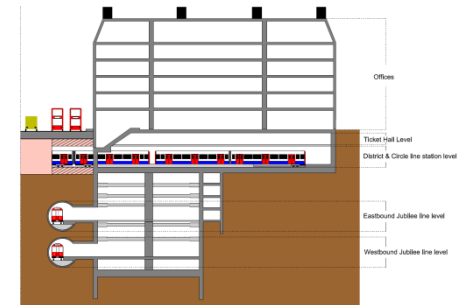 Offices
Ticket Hall Level
District & Circle line station level
Eastbound Jubilee line level
Westbound Jubilee line level